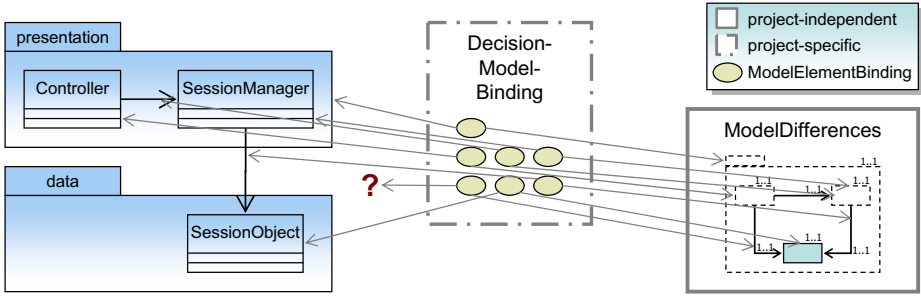 presentation
Controller
SessionManager
data
SessionObject
?
Decision-
Model-
Binding
project-independent
project-specific
ModelElementBinding
ModelDifferences
1..1
1..1
1..1
1..1
1..1
1..1
1..1